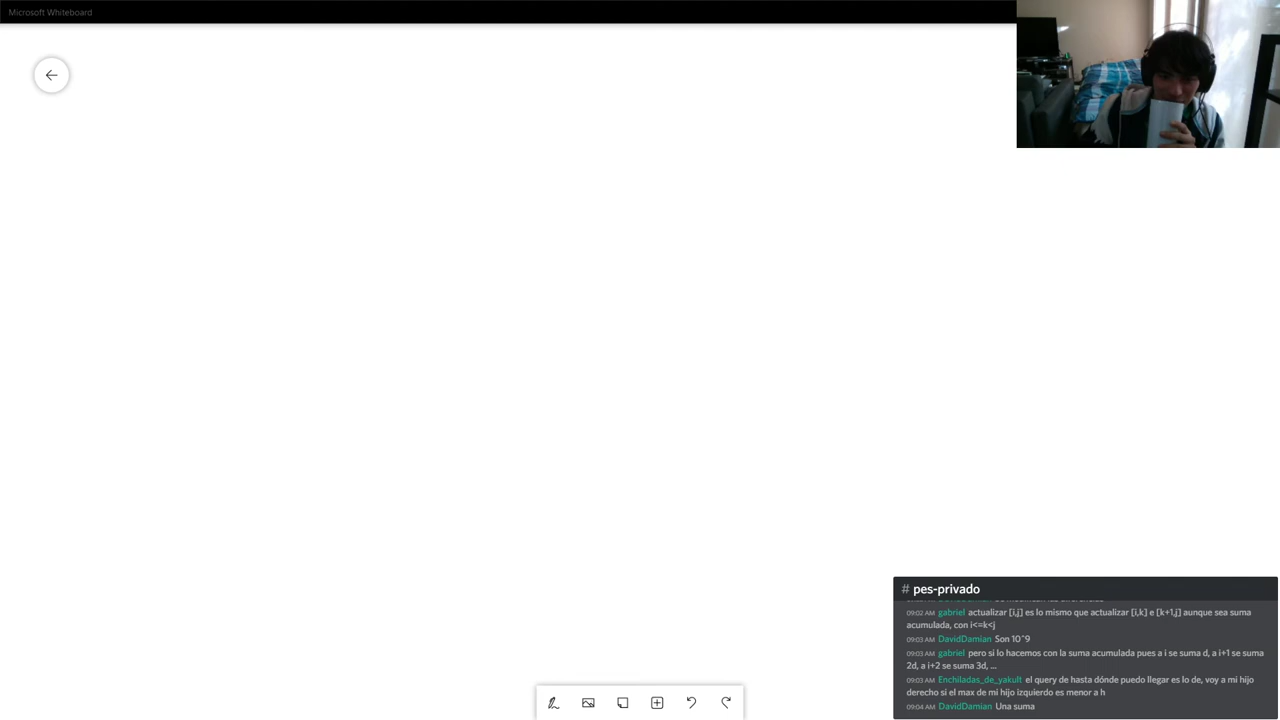 Microsoft Whiteboard
# pes-privado
09:02 AM gabriel actualizar [i,j] es lo mismo que actualizar [i,k] e [k+1,j] aunque sea suma
acumulada, con i<=k<j
09:03 AM DavidDamian Son 10^9
09:03 AM gabriel pero si lo hacemos con la suma acumulada pues a i se suma d, a i+1 se suma
2d, a i+2 se suma 3d, ...
09:03 AM Enchiladas_de_yakult el query de hasta dónde puedo llegar es lo de, voy a mi hijo
derecho si el max de mi hijo izquierdo es menor a h
09:04 AM DavidDamian Una suma